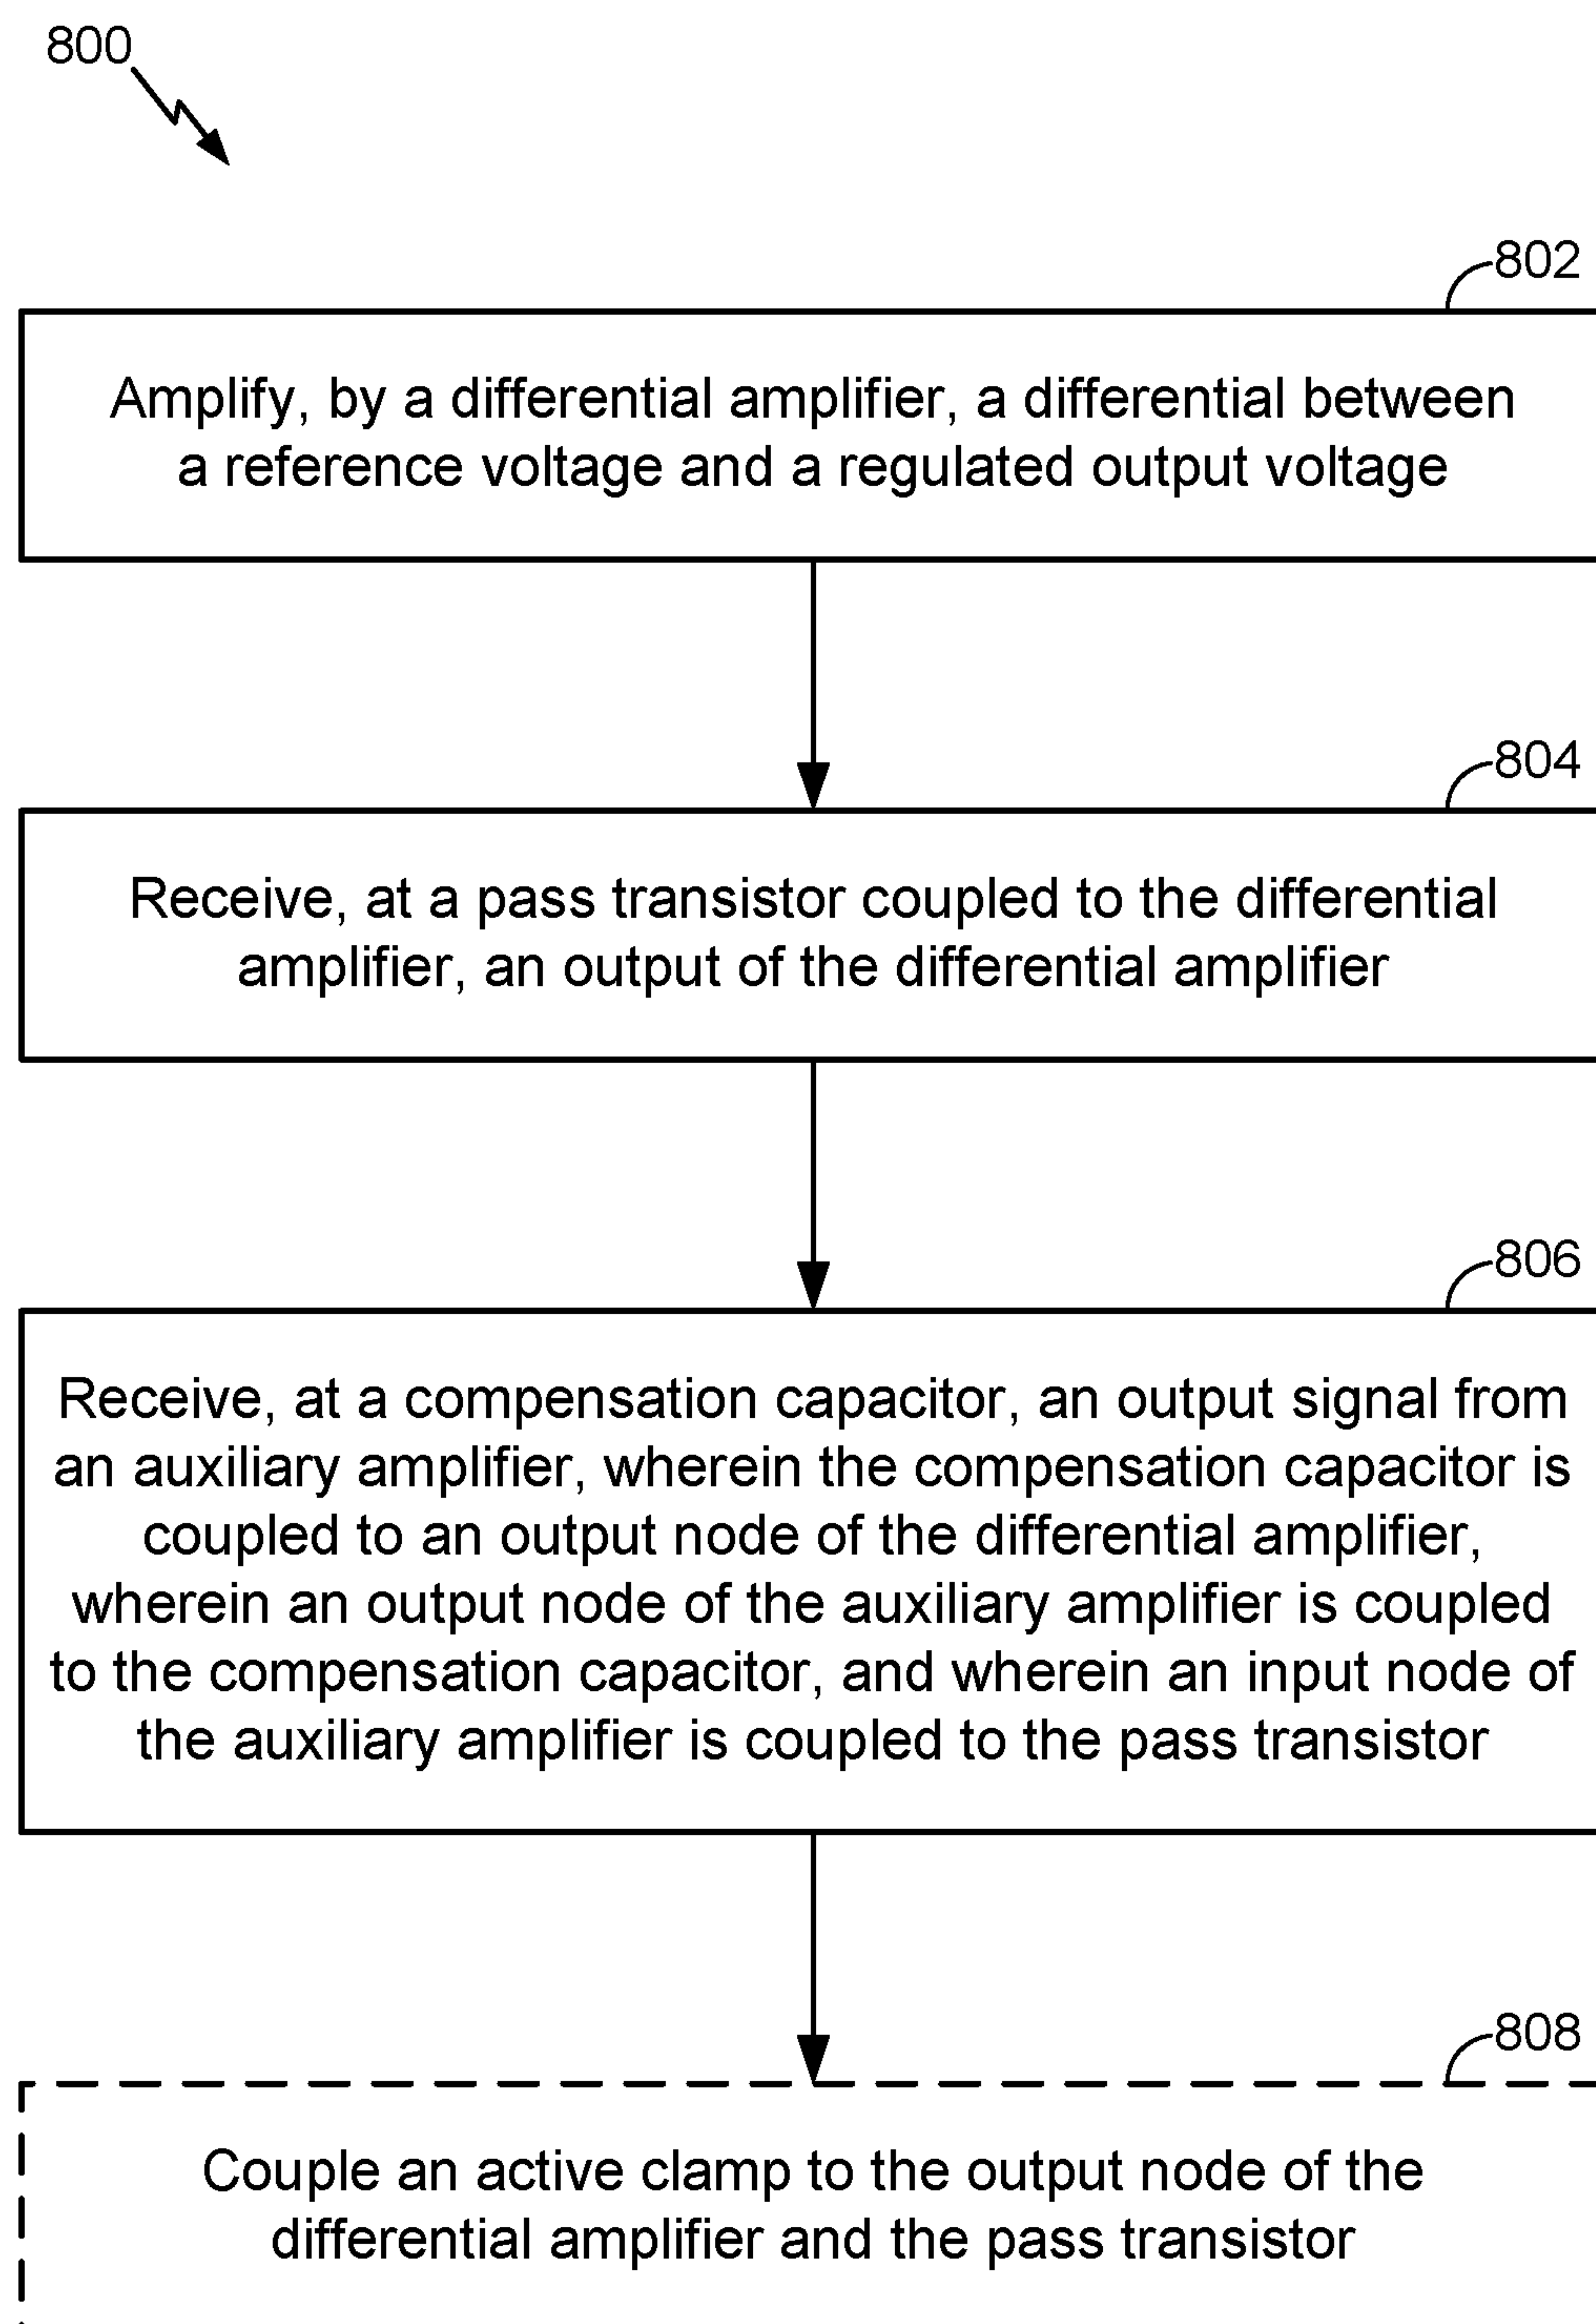 800
802
Amplify, by a differential amplifier, a differential between
a reference voltage and a regulated output voltage
804
Receive, at a pass transistor coupled to the differential
amplifier, an output of the differential amplifier
806
Receive, at a compensation capacitor, an output signal from
an auxiliary amplifier, wherein the compensation capacitor is
coupled to an output node of the differential amplifier,
wherein an output node of the auxiliary amplifier is coupled
to the compensation capacitor, and wherein an input node of
the auxiliary amplifier is coupled to the pass transistor
808
Couple an active clamp to the output node of the
differential amplifier and the pass transistor